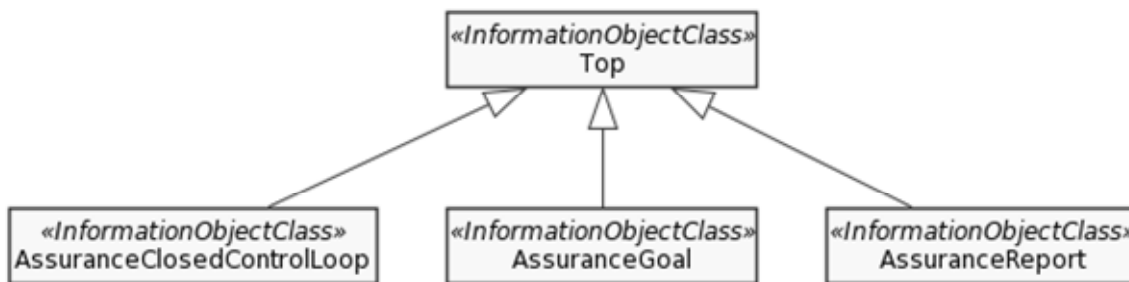 «InformationObjectClass»
Top
«InformationObjectClass»
AssuranceClosedControlLoop
«InformationObjectClass»
AssuranceGoal
«InformationObjectClass»
AssuranceReport